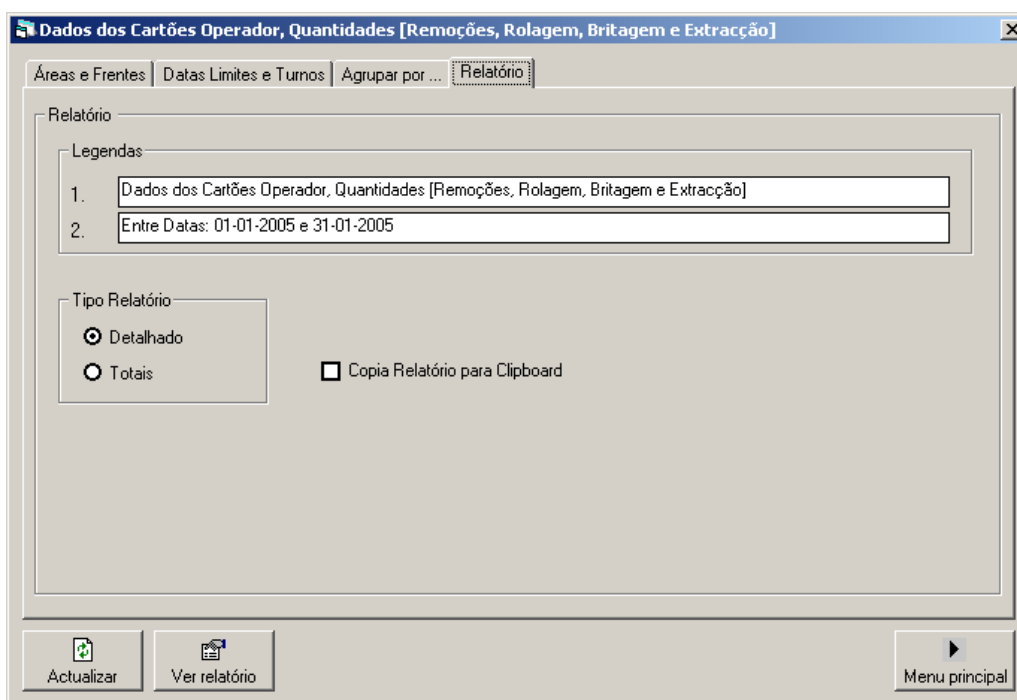 Dados dos Cartões Operador, Quantidades [Remoções, Rolagem, Britagem e Extracção]
Áreas e Frentes Datas Limites e Turnos Agrupar por ... Relatório
Relatório
Legendas
1. Dados dos Cartões Operador, Quantidades [Remoções, Rolagem, Britagem e Extracção]
2. Entre Datas: 01-01-2005 e 31-01-2005
Tipo Relatório
Detalhado
Totais
Copia Relatório para Clipboard
Actualizar Ver relatório Menu principal